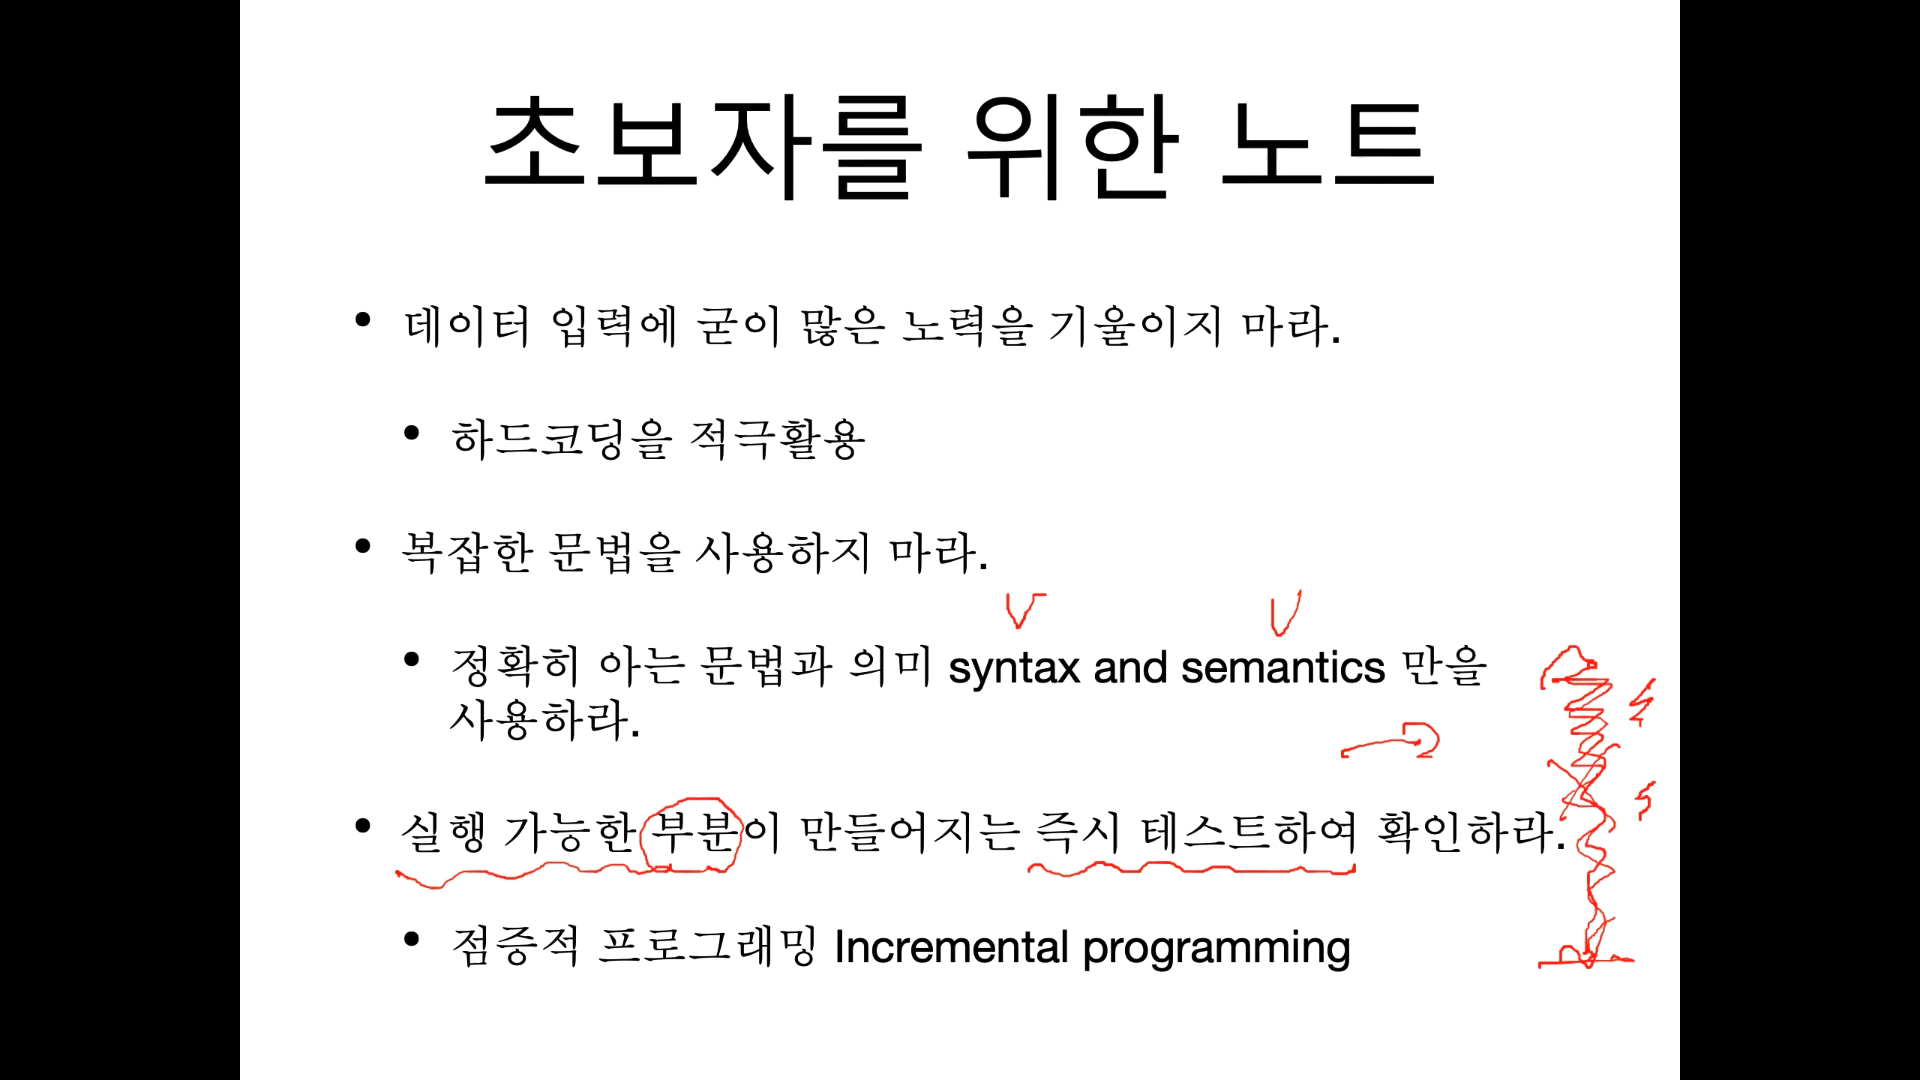 초보자를 위한 노트
• 데이터 입력에 굳이 많은 노력을 기울이지 마라.
• 하드코딩을 적극활용
• 복잡한 문법을 사용하지 마라.
• 정확히 아는 문법과 의미 syntax and semantics 만을
사용하라.
• 실행 가능한 부분이 만들어지는 즉시 테스트하여 확인하라.
• 점증적 프로그래밍 Incremental programming